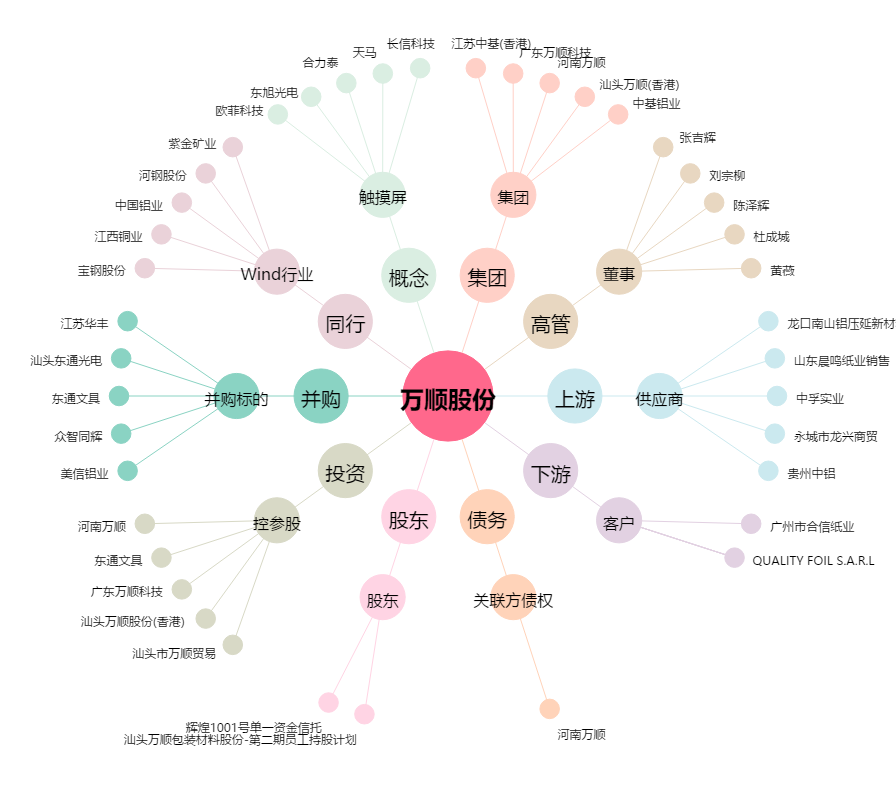 长信科技
江苏中基(香港)
天马
广东万顺科技
合力泰
河南万顺
东旭光电
汕头万顺(香港)
欧菲科技
中基铝业
紫金矿业
张吉辉
河钢股份
刘宗柳
触摸屏
集团
中国铝业
陈泽辉
江西铜业
杜成城
宝钢股份
Wind行业
概念
集团
董事
黄薇
江苏华丰
同行
高管
龙口南山铝压延新材
汕头东通光电
山东晨鸣纸业销售
东通文具
并购标的
并购
万顺股份
上游
供应商
中孚实业
众智同辉
永城市龙兴商贸
美信铝业
投资
下游
贵州中铝
河南万顺
控参股
股东
债务
客户
广州市合信纸业
东通文具
QUALITY FOIL S.A.R.L
广东万顺科技
股东
关联方债权
汕头万顺股份(香港)
汕头市万顺贸易
辉煌1001号单一资金信托
汕头万顺包装材料股份-第二期员工持股计划
河南万顺